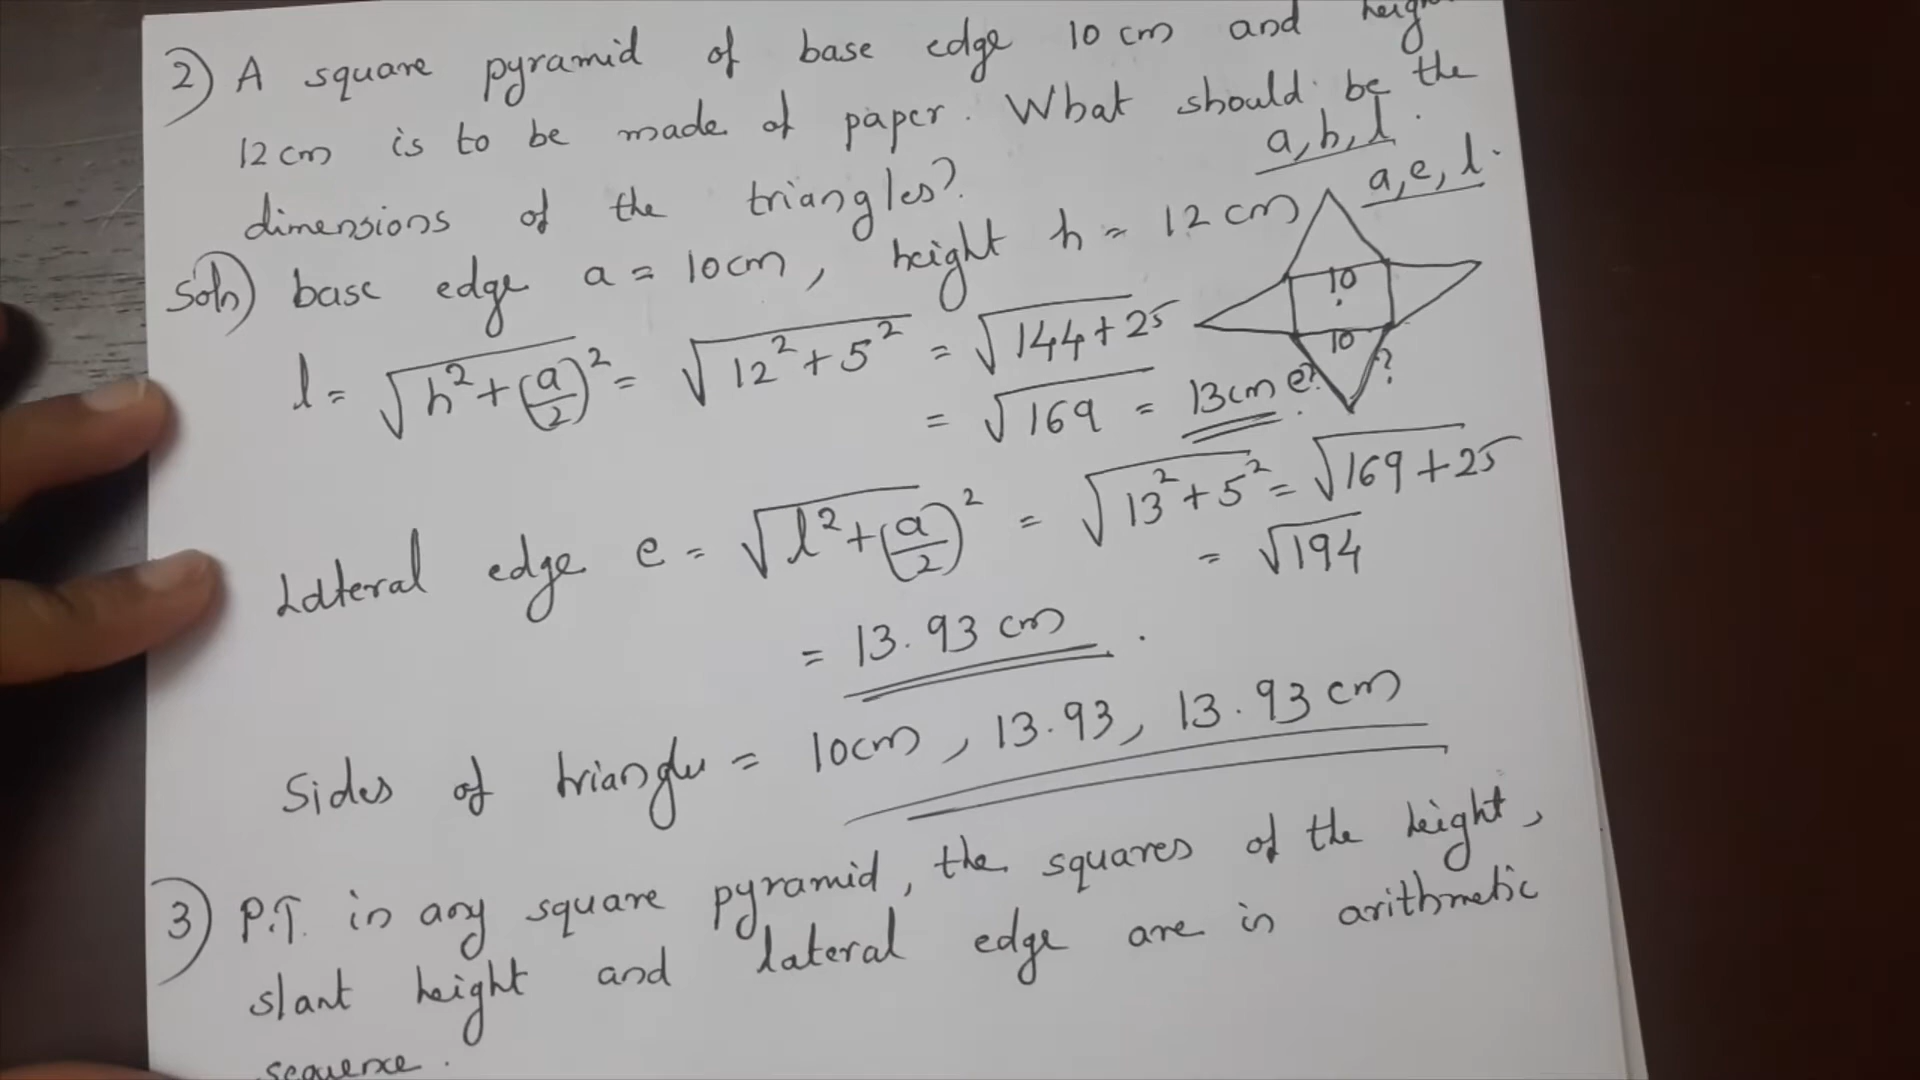 2) A square pyramid of base edge 10 cm and
12 cm is to be made of paper. What should be the
dimensions of the triangles?
a, h, l.
a, e, l.
Soln) base edge a = 10cm, height h = 12 cm
l = √h² + (a/2)² = √12² + 5² = √144+25
= √169 = 13cm
10
10
e?
?
Lateral edge e = √l² + (a/2)² = √13² + 5² = √169+25
= √194
= 13.93 cm.
Sides of triangle = 10cm, 13.93, 13.93 cm
3) P.T. in any square pyramid, the squares of the height,
slant height and lateral edge are in arithmetic
sequence.